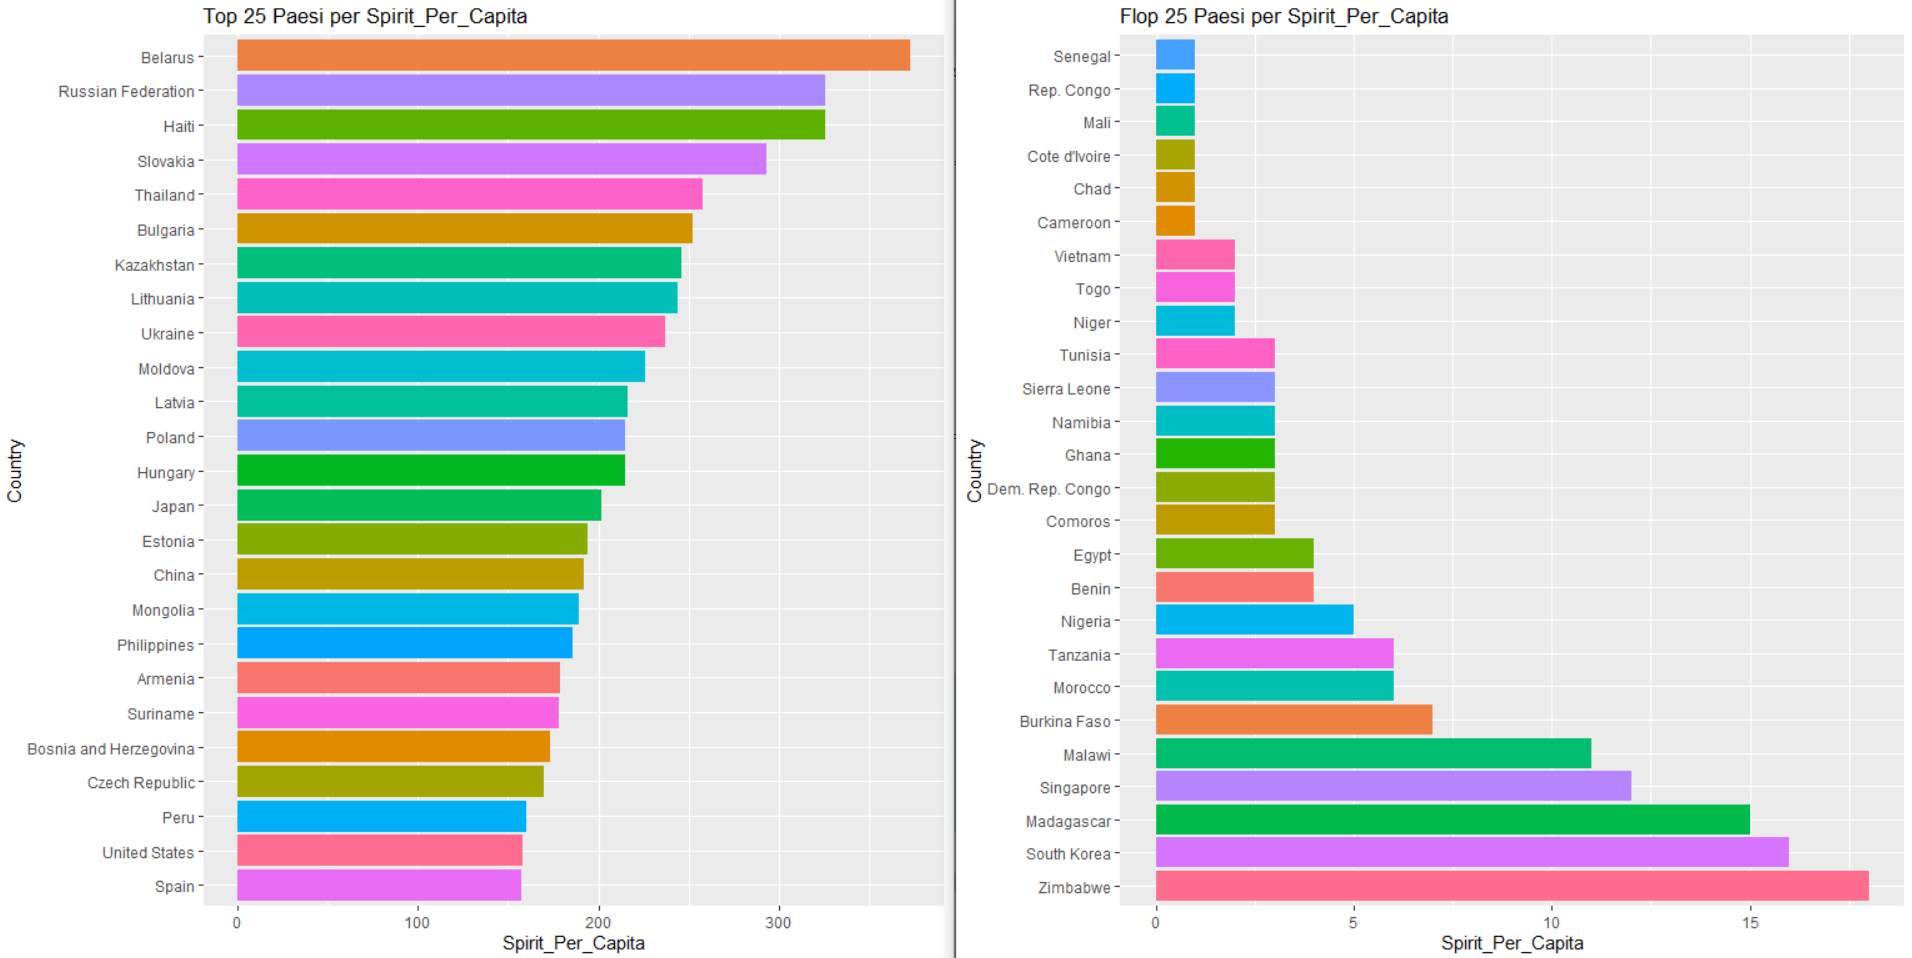 Top 25 Paesi per Spirit_Per_Capita
Country
Belarus
Russian Federation
Haiti
Slovakia
Thailand
Bulgaria
Kazakhstan
Lithuania
Ukraine
Moldova
Latvia
Poland
Hungary
Japan
Estonia
China
Mongolia
Philippines
Armenia
Suriname
Bosnia and Herzegovina
Czech Republic
Peru
United States
Spain
0 100 200 300
Spirit_Per_Capita
Flop 25 Paesi per Spirit_Per_Capita
Country
Senegal
Rep. Congo
Mali
Cote d'Ivoire
Chad
Cameroon
Vietnam
Togo
Niger
Tunisia
Sierra Leone
Namibia
Ghana
Dem. Rep. Congo
Comoros
Egypt
Benin
Nigeria
Tanzania
Morocco
Burkina Faso
Malawi
Singapore
Madagascar
South Korea
Zimbabwe
0 5 10 15
Spirit_Per_Capita